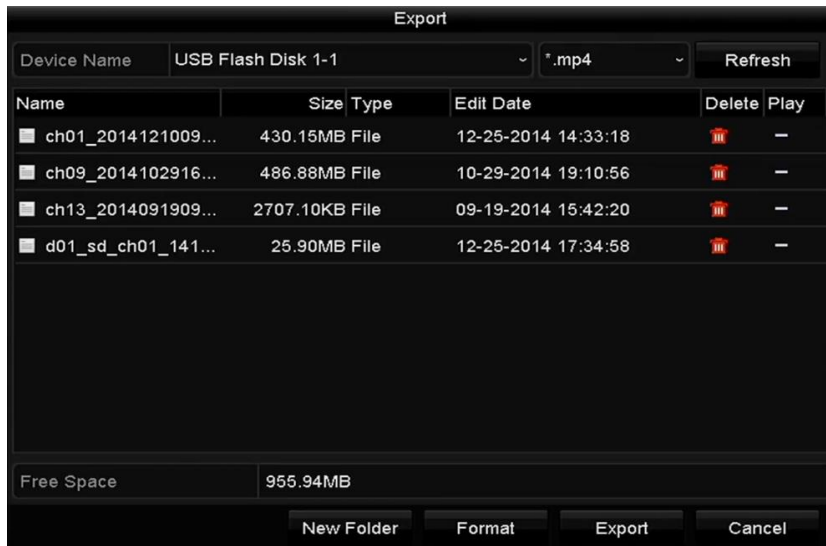 Export
Device Name USB Flash Disk 1-1 *.mp4 Refresh
Name Size Type Edit Date Delete Play
ch01_2014121009... 430.15MB File 12-25-2014 14:33:18
ch09_2014102916... 486.88MB File 10-29-2014 19:10:56
ch13_2014091909... 2707.10KB File 09-19-2014 15:42:20
d01_sd_ch01_141... 25.90MB File 12-25-2014 17:34:58
Free Space 955.94MB
New Folder Format Export Cancel